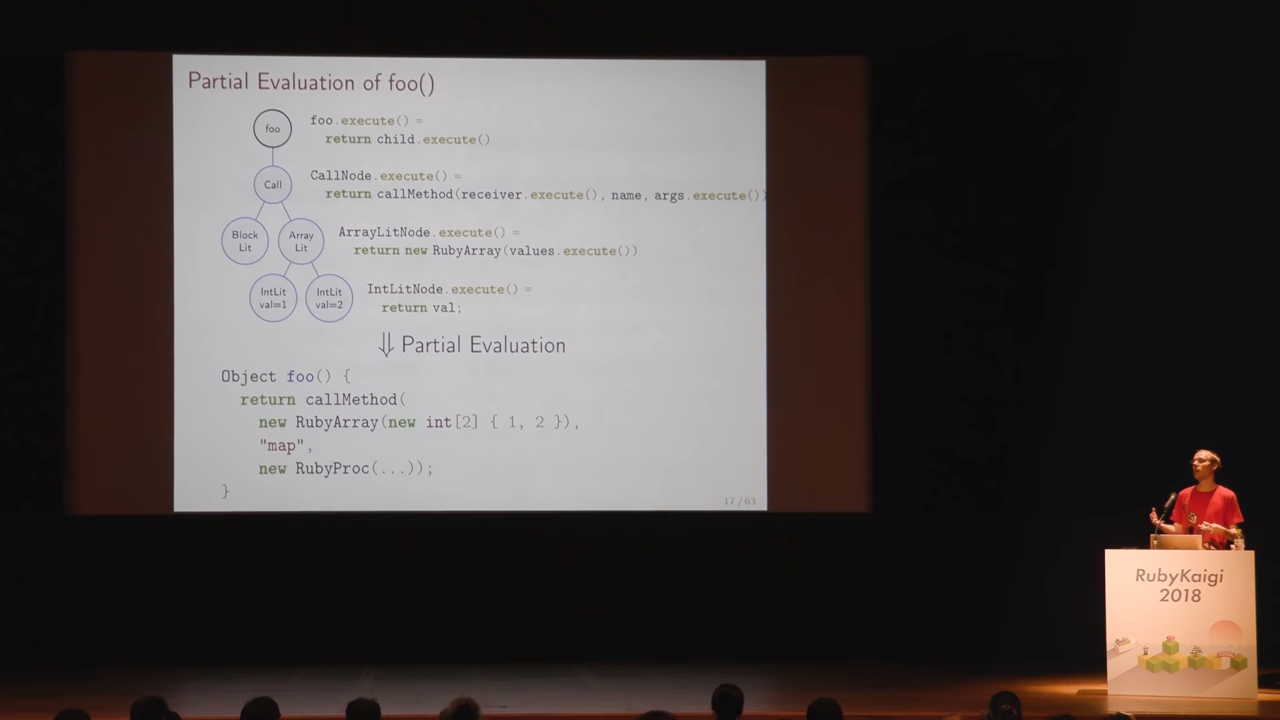 Partial Evaluation of foo()
foo
foo.execute() =
return child.execute()
Call
CallNode.execute() =
return callMethod(receiver.execute(), name, args.execute())
Block
Lit
Array
Lit
ArrayLitNode.execute() =
return new RubyArray(values.execute())
IntLit
val=1
IntLit
val=2
IntLitNode.execute() =
return val;
⇓ Partial Evaluation
Object foo() {
return callMethod(
new RubyArray(new int[2] { 1, 2 }),
"map",
new RubyProc(...));
}
17 / 63
RubyKaigi
2018